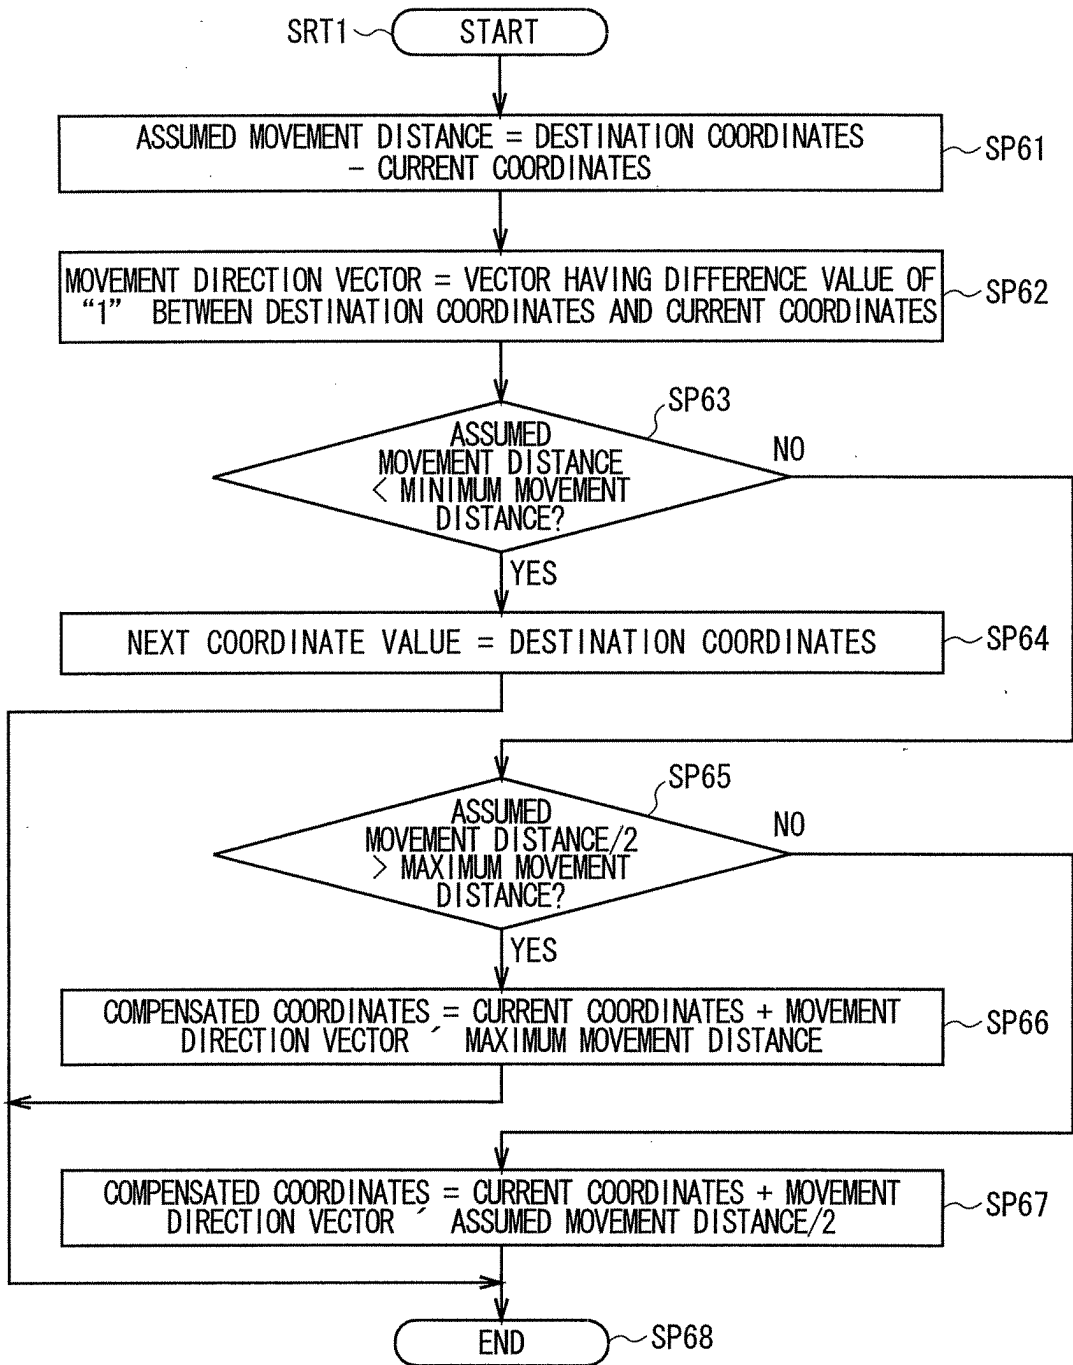 SRT1
START
ASSUMED MOVEMENT DISTANCE = DESTINATION COORDINATES
- CURRENT COORDINATES
SP61
MOVEMENT DIRECTION VECTOR = VECTOR HAVING DIFFERENCE VALUE OF
“1” BETWEEN DESTINATION COORDINATES AND CURRENT COORDINATES
SP62
SP63
ASSUMED
MOVEMENT DISTANCE
< MINIMUM MOVEMENT
DISTANCE?
NO
YES
NEXT COORDINATE VALUE = DESTINATION COORDINATES
SP64
SP65
ASSUMED
MOVEMENT DISTANCE/2
> MAXIMUM MOVEMENT
DISTANCE?
NO
YES
COMPENSATED COORDINATES = CURRENT COORDINATES + MOVEMENT
DIRECTION VECTOR ´ MAXIMUM MOVEMENT DISTANCE
SP66
COMPENSATED COORDINATES = CURRENT COORDINATES + MOVEMENT
DIRECTION VECTOR ´ ASSUMED MOVEMENT DISTANCE/2
SP67
END
SP68